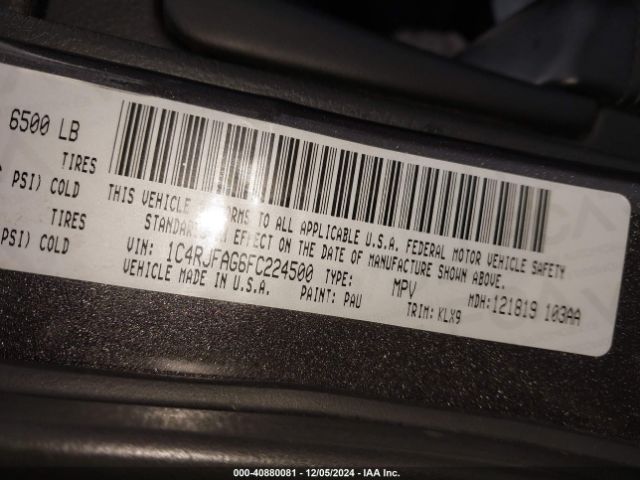 6500 LB
TIRES
PSI) COLD
TIRES
PSI) COLD
THIS VEHICLE TO ALL APPLICABLE U.S.A. FEDERAL MOTOR VEHICLE SAFETY
EFFECT ON THE DATE OF MANUFACTURE SHOWN ABOVE.
VIN: 1C4RJFAG6FC224500 TYPE: MPV MDH:121819 103AA
VEHICLE MADE IN U.S.A. PAINT: PAU TRIM: KLX9
000-40880081 - 12/05/2024 - IAA Inc.